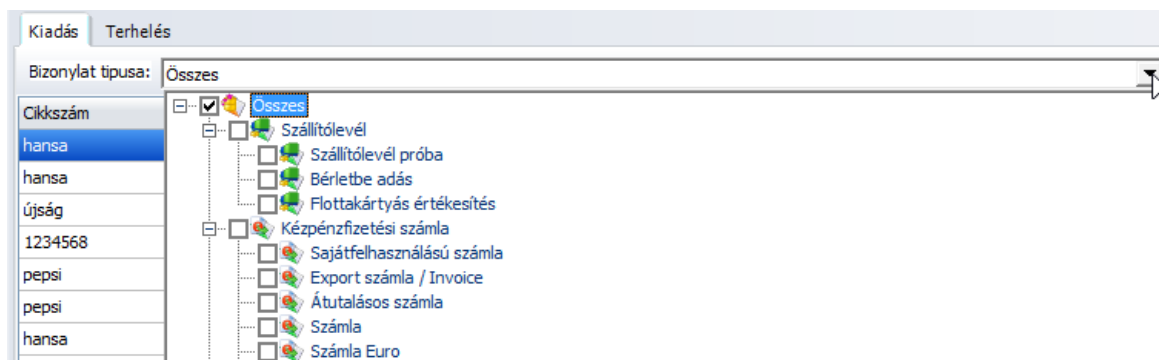 Kiadás Terhelés
Bizonylat tipusa: Összes
Cikkszám
hansa
hansa
újság
1234568
pepsi
pepsi
hansa
Összes
Szállítólevél
Szállítólevél próba
Bérletbe adás
Flottakártyás értékesítés
Kézpénzfizetési számla
Sajátfelhasználású számla
Export számla / Invoice
Átutalásos számla
Számla
Számla Euro